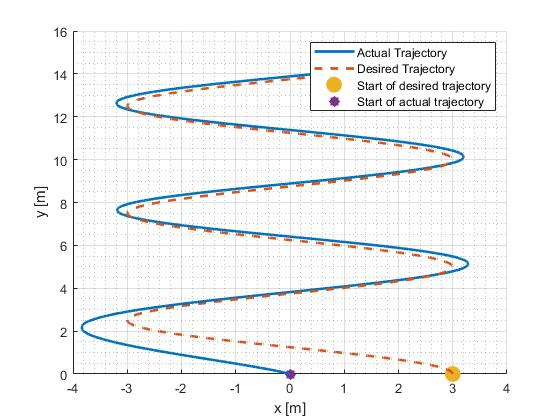 16
14
12
10
8
6
4
2
0
Actual Trajectory
Desired Trajectory
Start of desired trajectory
Start of actual trajectory
y [m]
-4 -3 -2 -1 0 1 2 3 4
x [m]